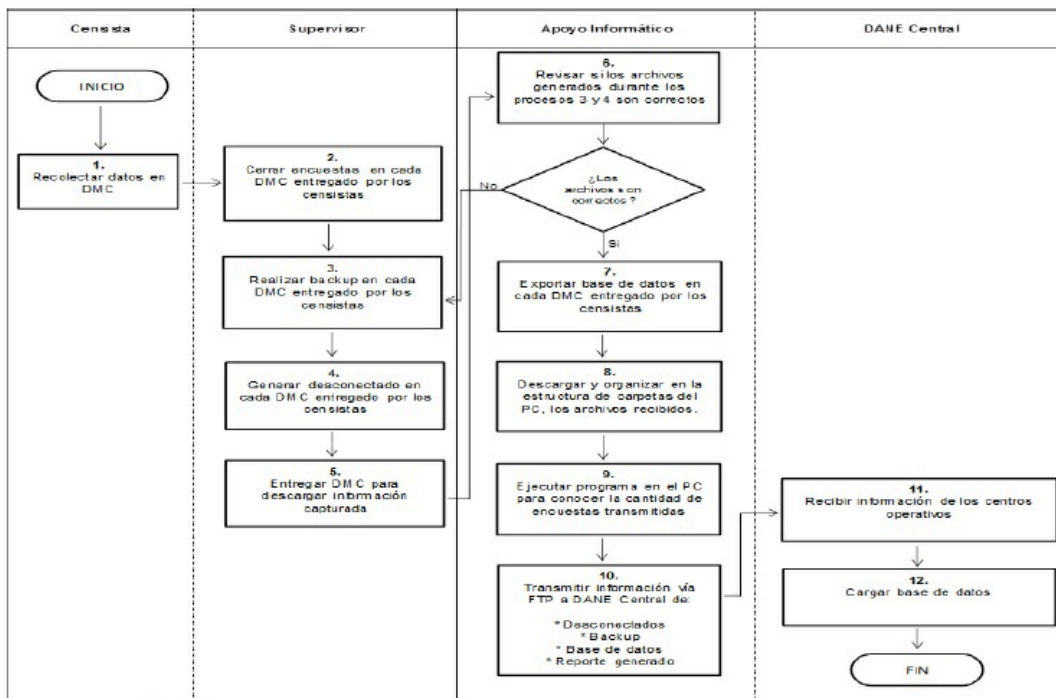 Censista
Supervisor
Apoyo Informático
DANE Central
INICIO
1.
Recolectar datos en
DMC
2.
Cerrar encuestas en cada
DMC entregado por los
censistas
3.
Realizar backup en cada
DMC entregado por los
censistas
4.
Generar desconectado en
cada DMC entregado por los
censistas
5.
Entregar DMC para
descargar información
capturada
6.
Revisar si los archivos
generados durante los
procesos 3 y 4 son correctos
¿Los
archivos son
correctos?
No
Si
7.
Exportar base de datos en
cada DMC entregado por los
censistas
8.
Descargar y organizar en la
estructura de carpetas del
PC, los archivos recibidos.
9.
Ejecutar programa en el PC
para conocer la cantidad de
encuestas transmitidas
10.
Transmitir información vía
FTP a DANE Central de:
* Desconectados
* Backup
* Base de datos
* Reporte generado
11.
Recibir información de los centros
operativos
12.
Cargar base de datos
FIN